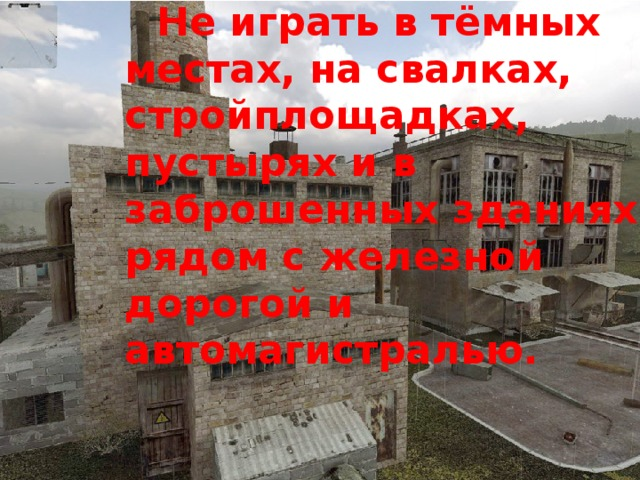 Не играть в тёмных
местах, на свалках,
стройплощадках,
пустырях и в
заброшенных зданиях
рядом с железной
дорогой и
автомагистралью.